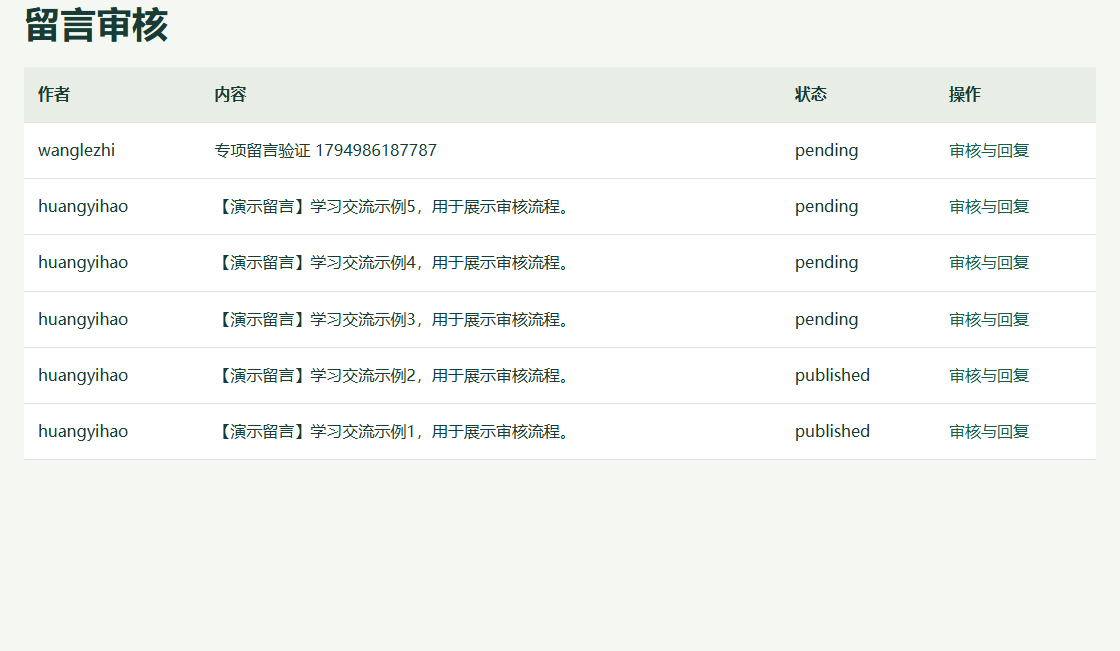 留言审核
作者 内容 状态 操作
wanglezhi 专项留言验证 1794986187787 pending 审核与回复
huangyihao 【演示留言】学习交流示例5，用于展示审核流程。 pending 审核与回复
huangyihao 【演示留言】学习交流示例4，用于展示审核流程。 pending 审核与回复
huangyihao 【演示留言】学习交流示例3，用于展示审核流程。 pending 审核与回复
huangyihao 【演示留言】学习交流示例2，用于展示审核流程。 published 审核与回复
huangyihao 【演示留言】学习交流示例1，用于展示审核流程。 published 审核与回复